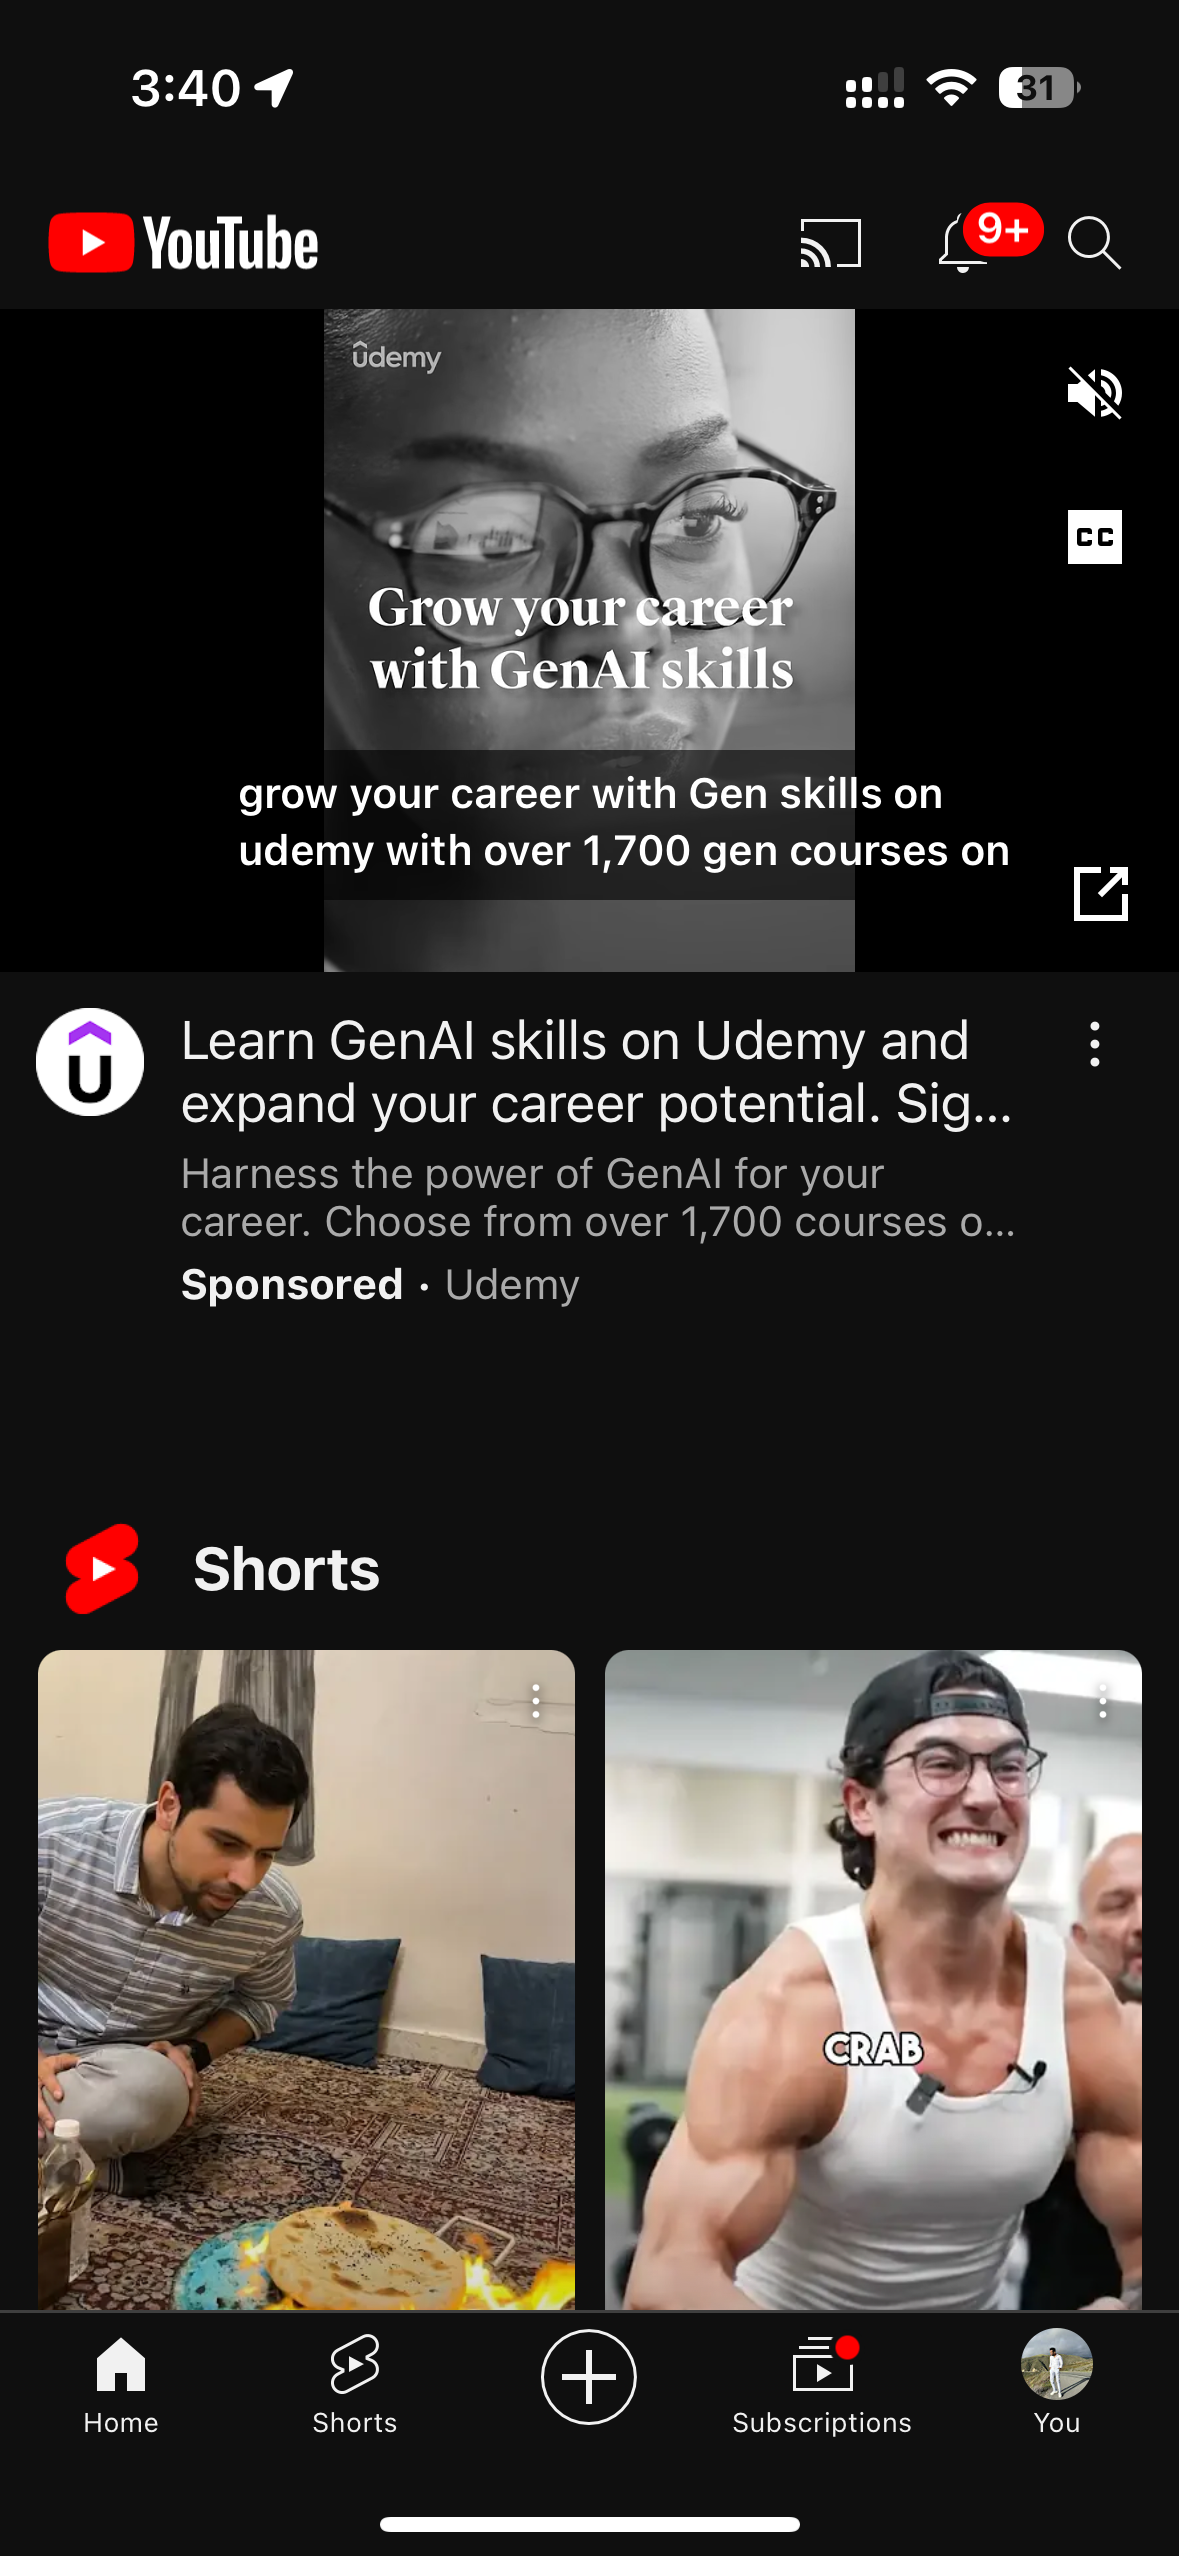 3:40
31
YouTube
9+
ûdemy
CC
Grow your career
with GenAI skills
grow your career with Gen skills on
udemy with over 1,700 gen courses on
Learn GenAI skills on Udemy and
expand your career potential. Sig...
Harness the power of GenAI for your
career. Choose from over 1,700 courses o...
Sponsored · Udemy
Shorts
CRAB
Home
Shorts
Subscriptions
You